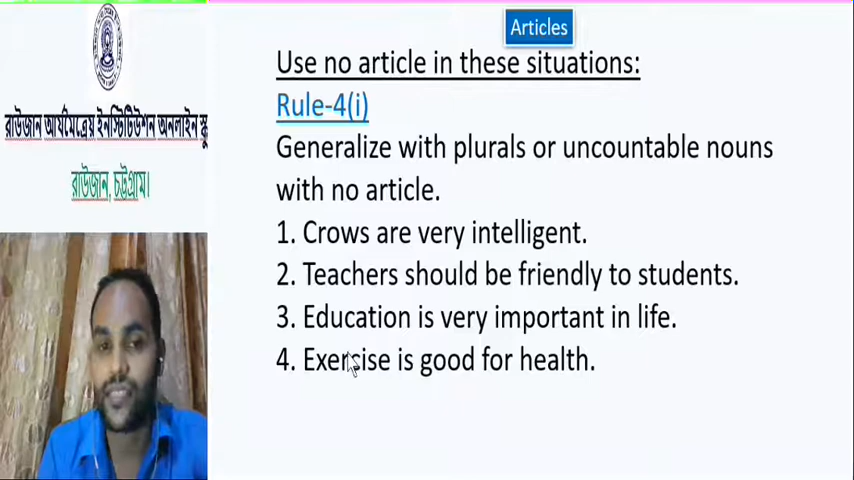 Articles
রাউজান আর্যমৈত্রেয় ইনস্টিটিউশন অনলাইন স্কু
রাউজান, চট্টগ্রাম।
Use no article in these situations:
Rule-4(i)
Generalize with plurals or uncountable nouns
with no article.
1. Crows are very intelligent.
2. Teachers should be friendly to students.
3. Education is very important in life.
4. Exercise is good for health.